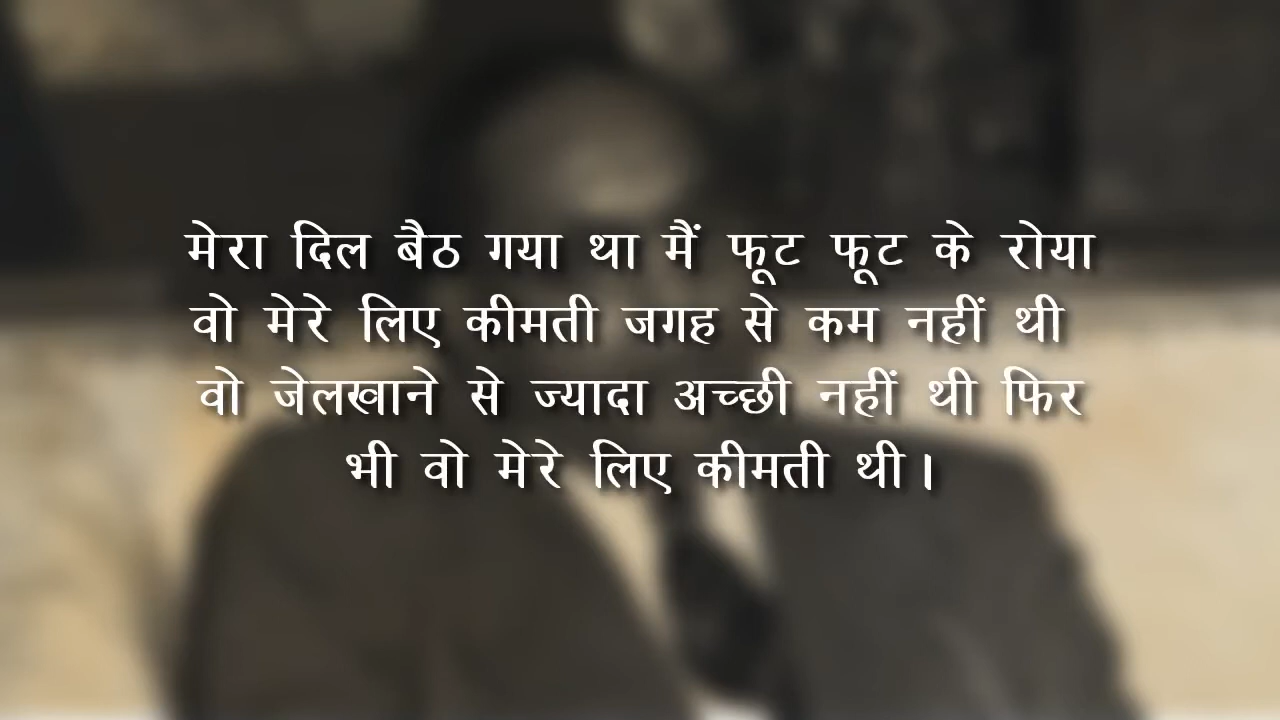 मेरा दिल बैठ गया था मैं फूट फूट के रोया
वो मेरे लिए कीमती जगह से कम नहीं थी
वो जेलखाने से ज्यादा अच्छी नहीं थी फिर
भी वो मेरे लिए कीमती थी।